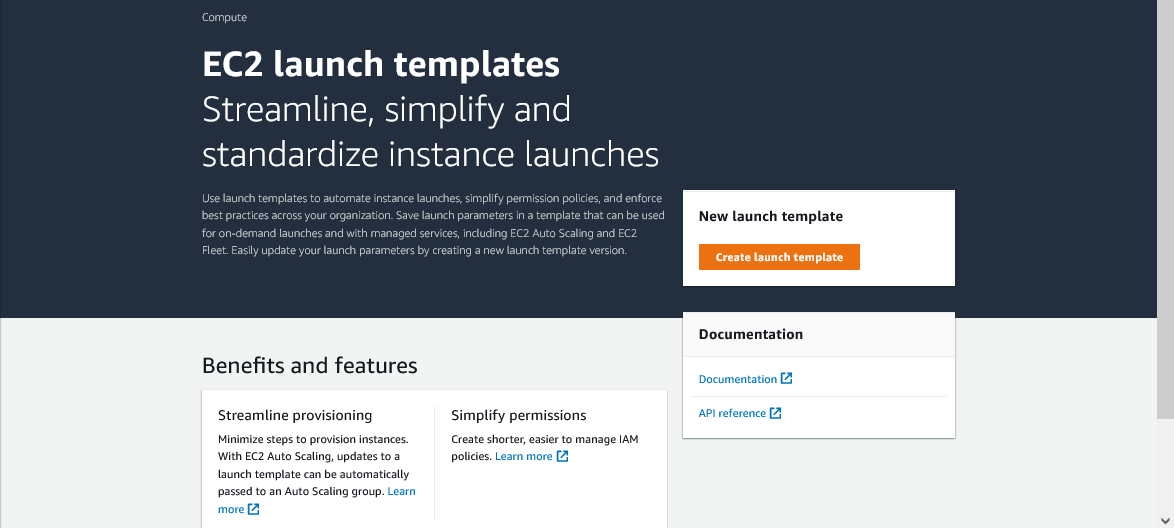 Compute
EC2 launch templates
Streamline, simplify and
standardize instance launches
Use launch templates to automate instance launches, simplify permission policies, and enforce
best practices across your organization. Save launch parameters in a template that can be used
for on-demand launches and with managed services, including EC2 Auto Scaling and EC2
Fleet. Easily update your launch parameters by creating a new launch template version.
New launch template
Create launch template
Documentation
Documentation
API reference
Benefits and features
Streamline provisioning
Minimize steps to provision instances.
With EC2 Auto Scaling, updates to a
launch template can be automatically
passed to an Auto Scaling group. Learn
more
Simplify permissions
Create shorter, easier to manage IAM
policies. Learn more